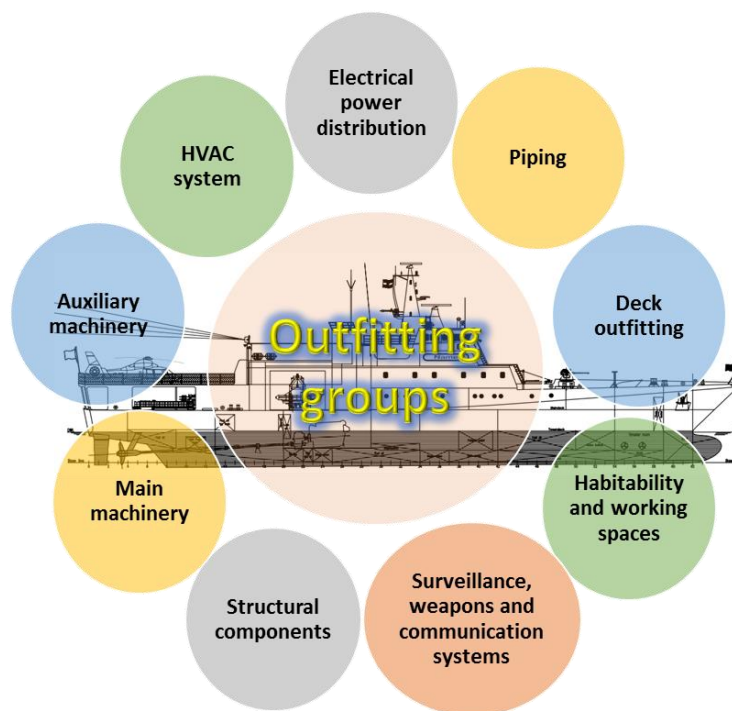 Electrical
power
distribution
Piping
Deck
outfitting
Habitability
and working
spaces
Surveillance,
weapons and
communication
systems
Structural
components
Main
machinery
Auxiliary
machinery
HVAC
system
Outfitting
groups